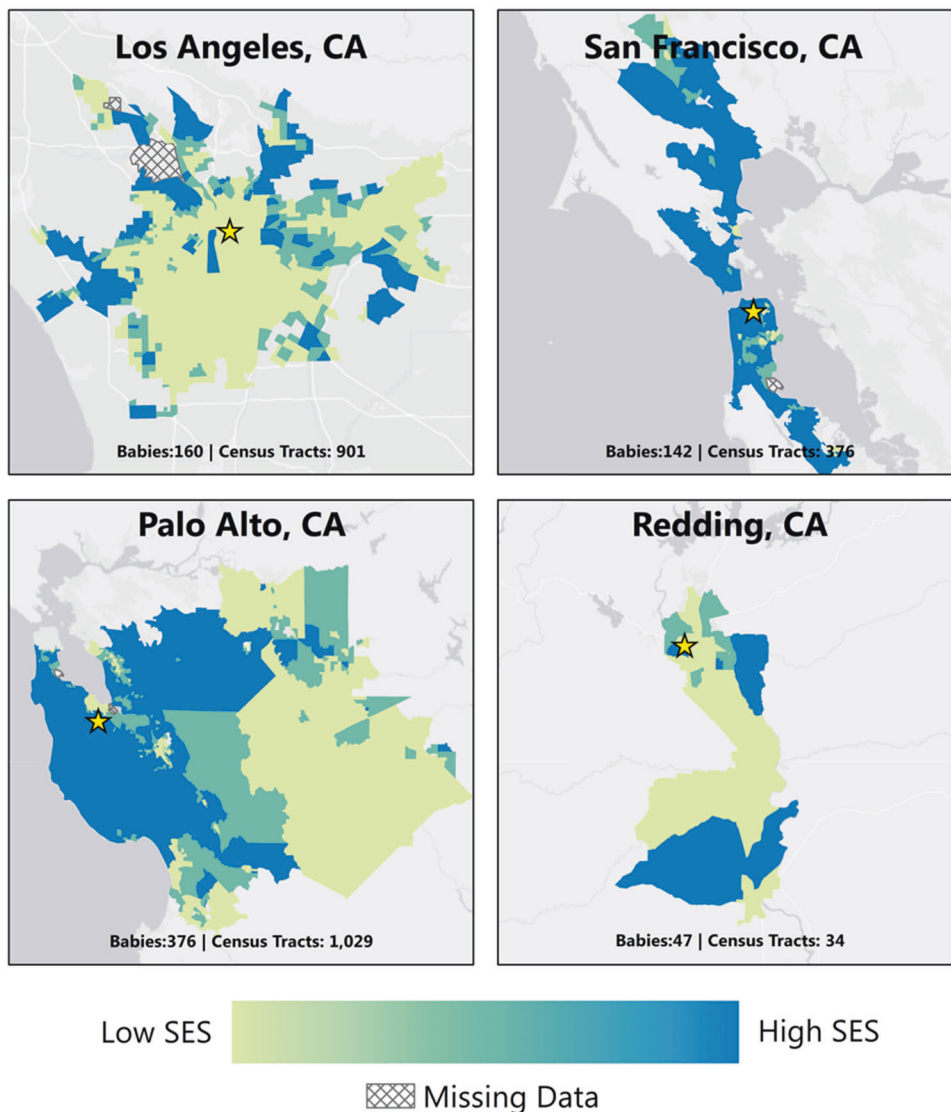 Los Angeles, CA
San Francisco, CA
Babies:160 | Census Tracts: 901
Babies:142 | Census Tracts: 376
Palo Alto, CA
Redding, CA
Babies:376 | Census Tracts: 1,029
Babies:47 | Census Tracts: 34
Low SES
High SES
Missing Data